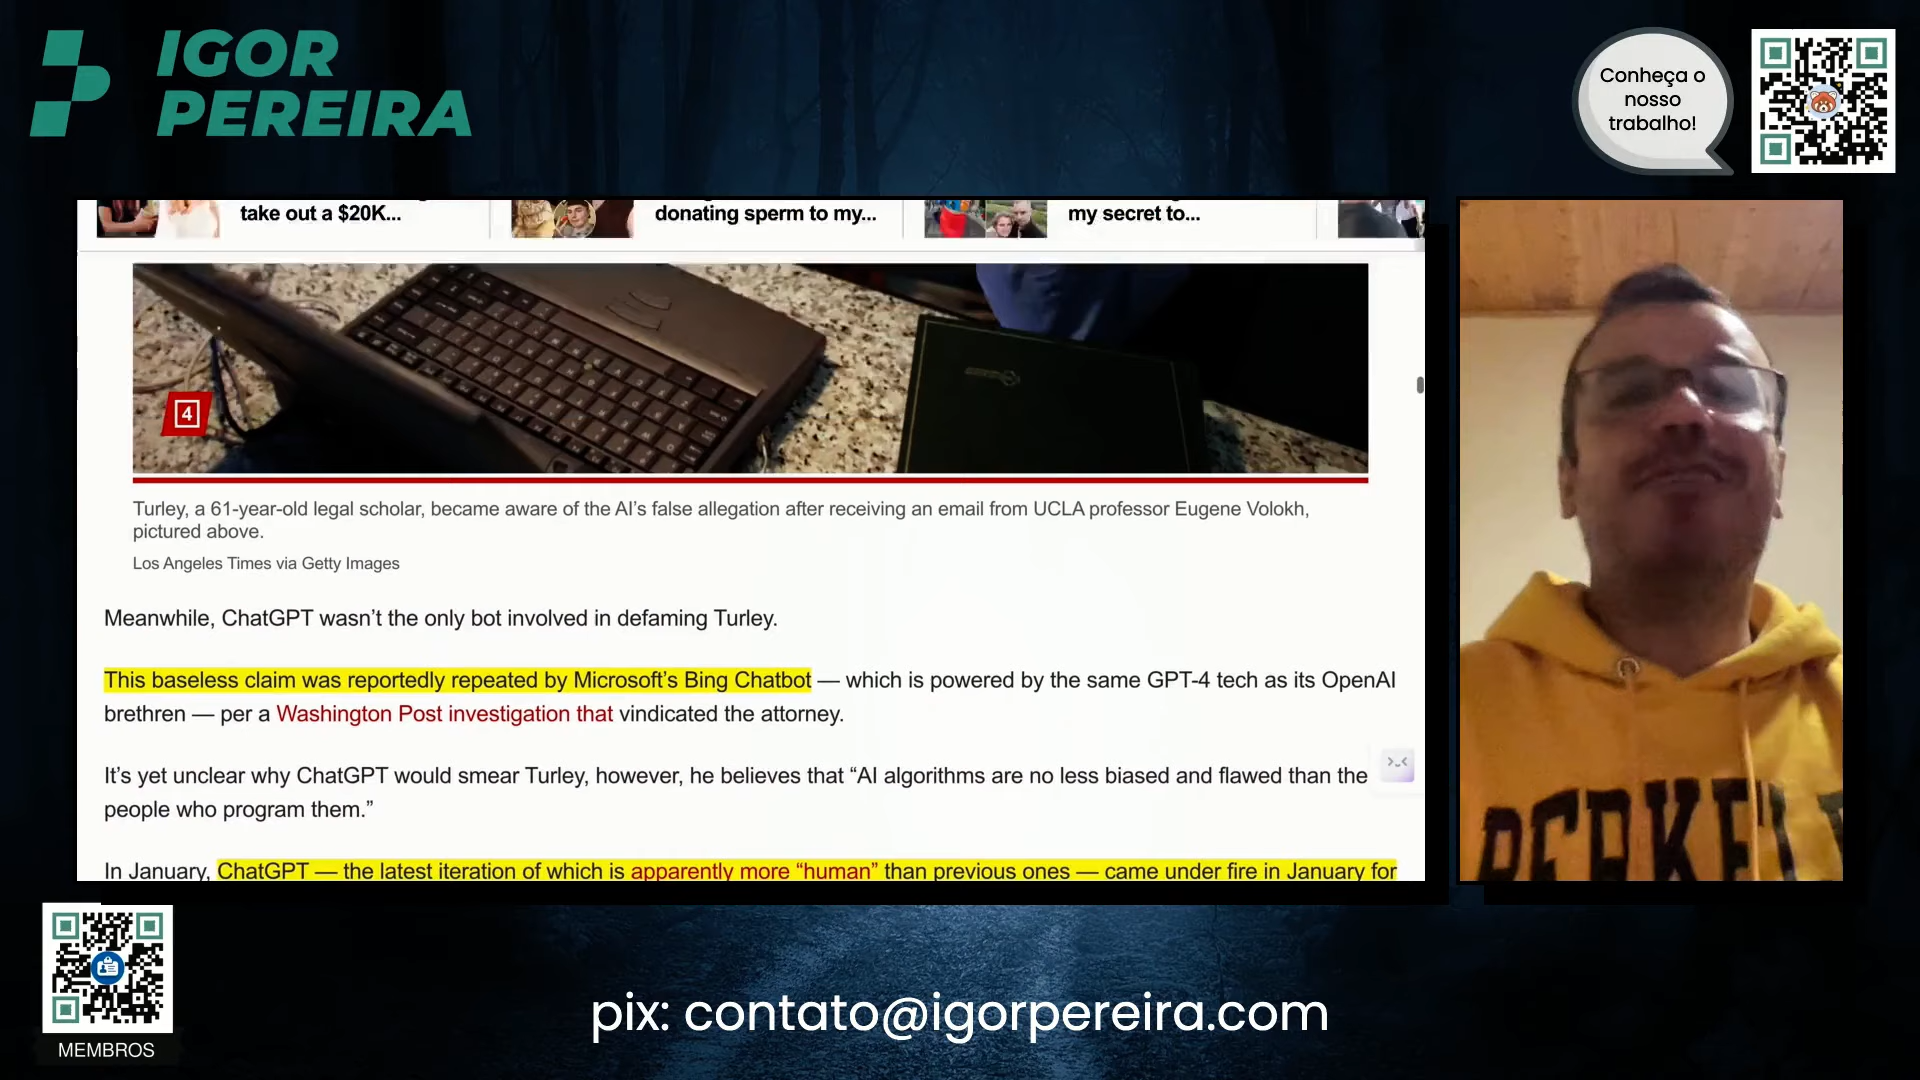 IGOR
PEREIRA
Conheça o
nosso
trabalho!
take out a $20K...
donating sperm to my...
my secret to...
4
Turley, a 61-year-old legal scholar, became aware of the AI’s false allegation after receiving an email from UCLA professor Eugene Volokh,
pictured above.
Los Angeles Times via Getty Images
Meanwhile, ChatGPT wasn’t the only bot involved in defaming Turley.
This baseless claim was reportedly repeated by Microsoft’s Bing Chatbot — which is powered by the same GPT-4 tech as its OpenAI
brethren — per a Washington Post investigation that vindicated the attorney.
It’s yet unclear why ChatGPT would smear Turley, however, he believes that “AI algorithms are no less biased and flawed than the
people who program them.”
In January, ChatGPT — the latest iteration of which is apparently more “human” than previous ones — came under fire in January for
MEMBROS
pix: contato@igorpereira.com